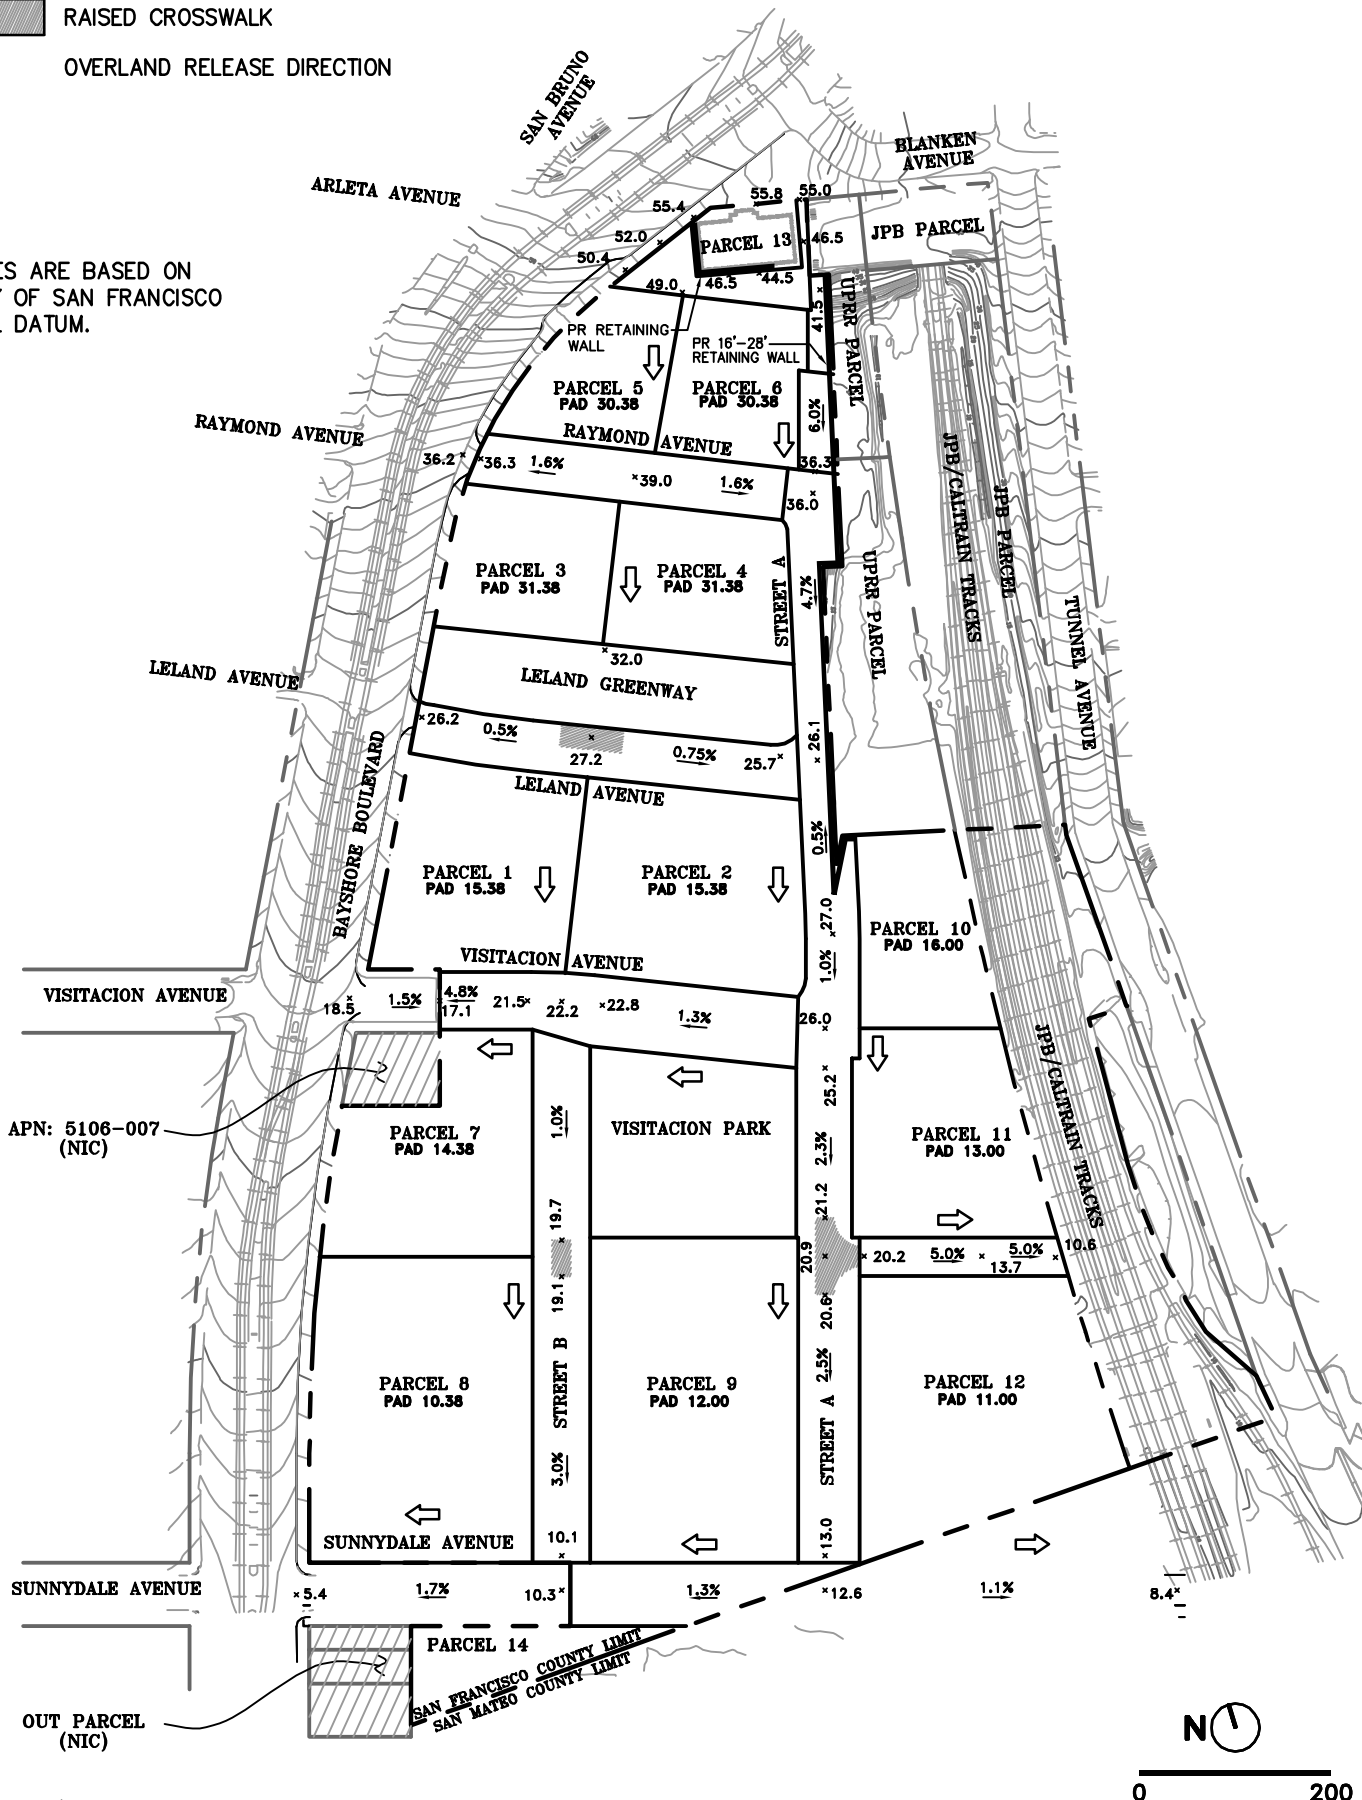 RAISED CROSSWALK
OVERLAND RELEASE DIRECTION
SAN BRUNO
AVENUE
ARLETA AVENUE
BLANKEN
AVENUE
ES ARE BASED ON
OF SAN FRANCISCO
DATUM.
55.4
55.8
55.0
52.0
50.4
PARCEL 13
46.5
JPB PARCEL
49.0
46.5
44.5
41.5
UPRR PARCEL
PR RETAINING
WALL
PR 16'-28'
RETAINING WALL
PARCEL 5
PAD 30.38
PARCEL 6
PAD 30.38
6.0%
RAYMOND AVENUE
RAYMOND AVENUE
36.2
36.3
1.6%
39.0
1.6%
36.3
36.0
JPB/CALTRAIN TRACKS
JPB PARCEL
PARCEL 3
PAD 31.38
PARCEL 4
PAD 31.38
STREET A
4.7%
UPRR PARCEL
TUNNEL AVENUE
32.0
LELAND AVENUE
LELAND GREENWAY
26.2
0.5%
27.2
0.75%
25.7
26.1
LELAND AVENUE
BAYSHORE BOULEVARD
0.5%
PARCEL 1
PAD 15.38
PARCEL 2
PAD 15.38
27.0
PARCEL 10
PAD 16.00
VISITACION AVENUE
1.0%
VISITACION AVENUE
18.5
1.5%
4.8%
17.1
21.5
22.2
22.8
1.3%
26.0
JPB/CALTRAIN TRACKS
25.2
APN: 5106-007
(NIC)
PARCEL 7
PAD 14.38
1.0%
VISITACION PARK
2.3%
PARCEL 11
PAD 13.00
19.7
21.2
20.9
20.2
5.0%
13.7
5.0%
10.6
19.1
20.6
STREET B
2.5%
PARCEL 8
PAD 10.38
PARCEL 9
PAD 12.00
PARCEL 12
PAD 11.00
STREET A
3.0%
SUNNYDALE AVENUE
10.1
13.0
SUNNYDALE AVENUE
5.4
1.7%
10.3
1.3%
12.6
1.1%
8.4
PARCEL 14
SAN FRANCISCO COUNTY LIMIT
SAN MATEO COUNTY LIMIT
OUT PARCEL
(NIC)
N
0 200